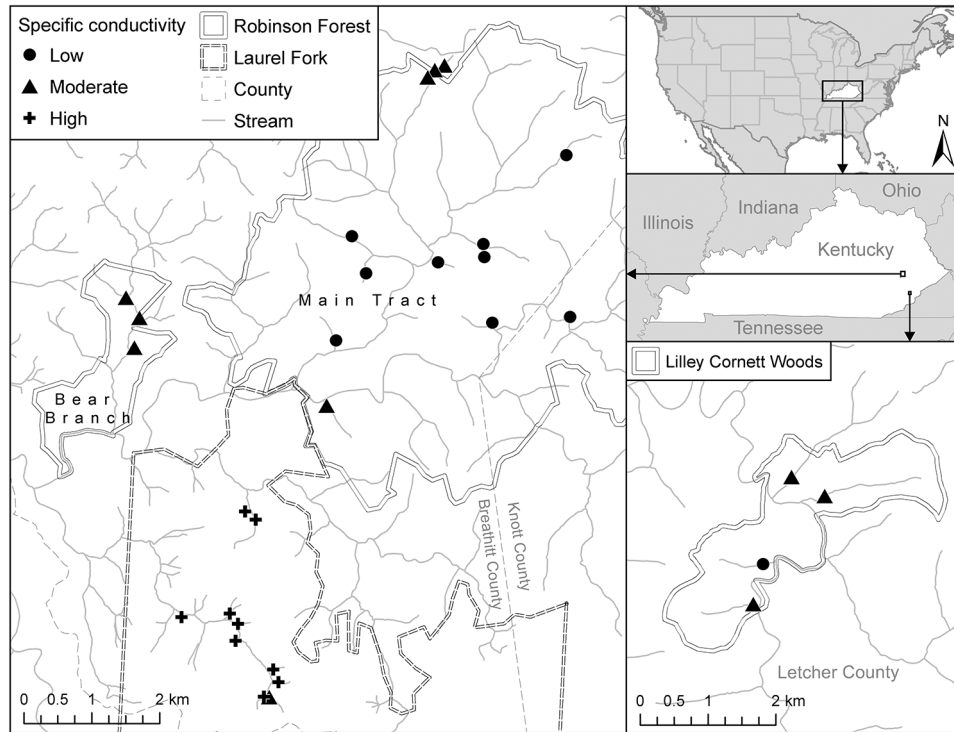 Specific conductivity
Low
Moderate
High
Robinson Forest
Laurel Fork
County
Stream
Main Tract
Bear
Branch
Knott County
Breathitt County
0 0.5 1 2 km
N
Illinois
Indiana
Ohio
Kentucky
Tennessee
Lilley Cornett Woods
Letcher County
0 0.5 1 2 km